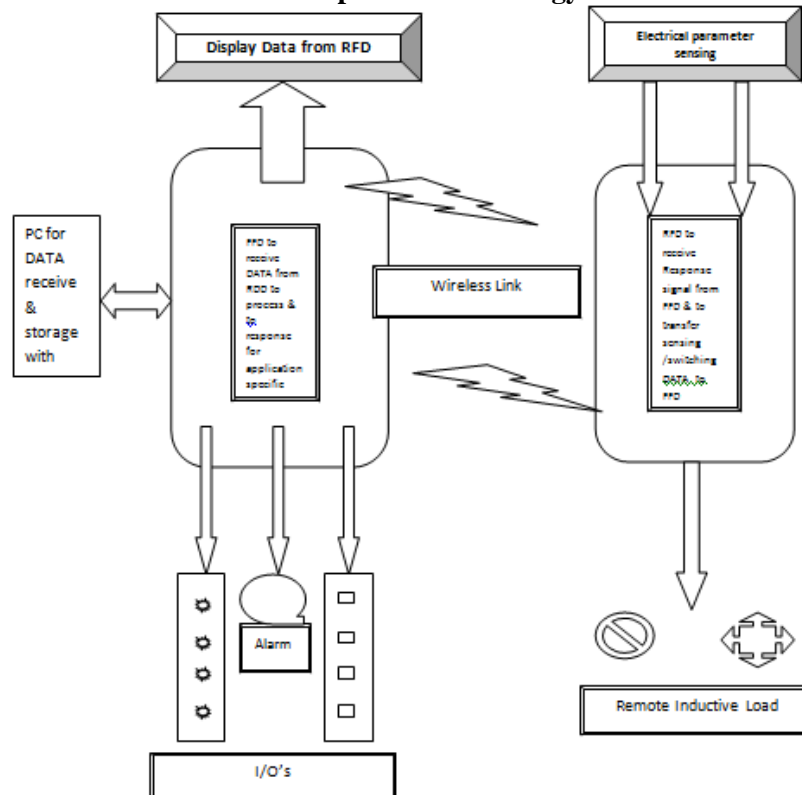 Display Data from RFD
Electrical parameter
sensing
PC for
DATA
receive
&
storage
with
FFD to
receive
DATA from
RDD to
process &
to
response
for
application
specific
Wireless Link
RFD to
receive
Response
signal from
FFD & to
transfer
sensing
/switching
DATA to
FFD
Alarm
Remote Inductive Load
I/O's